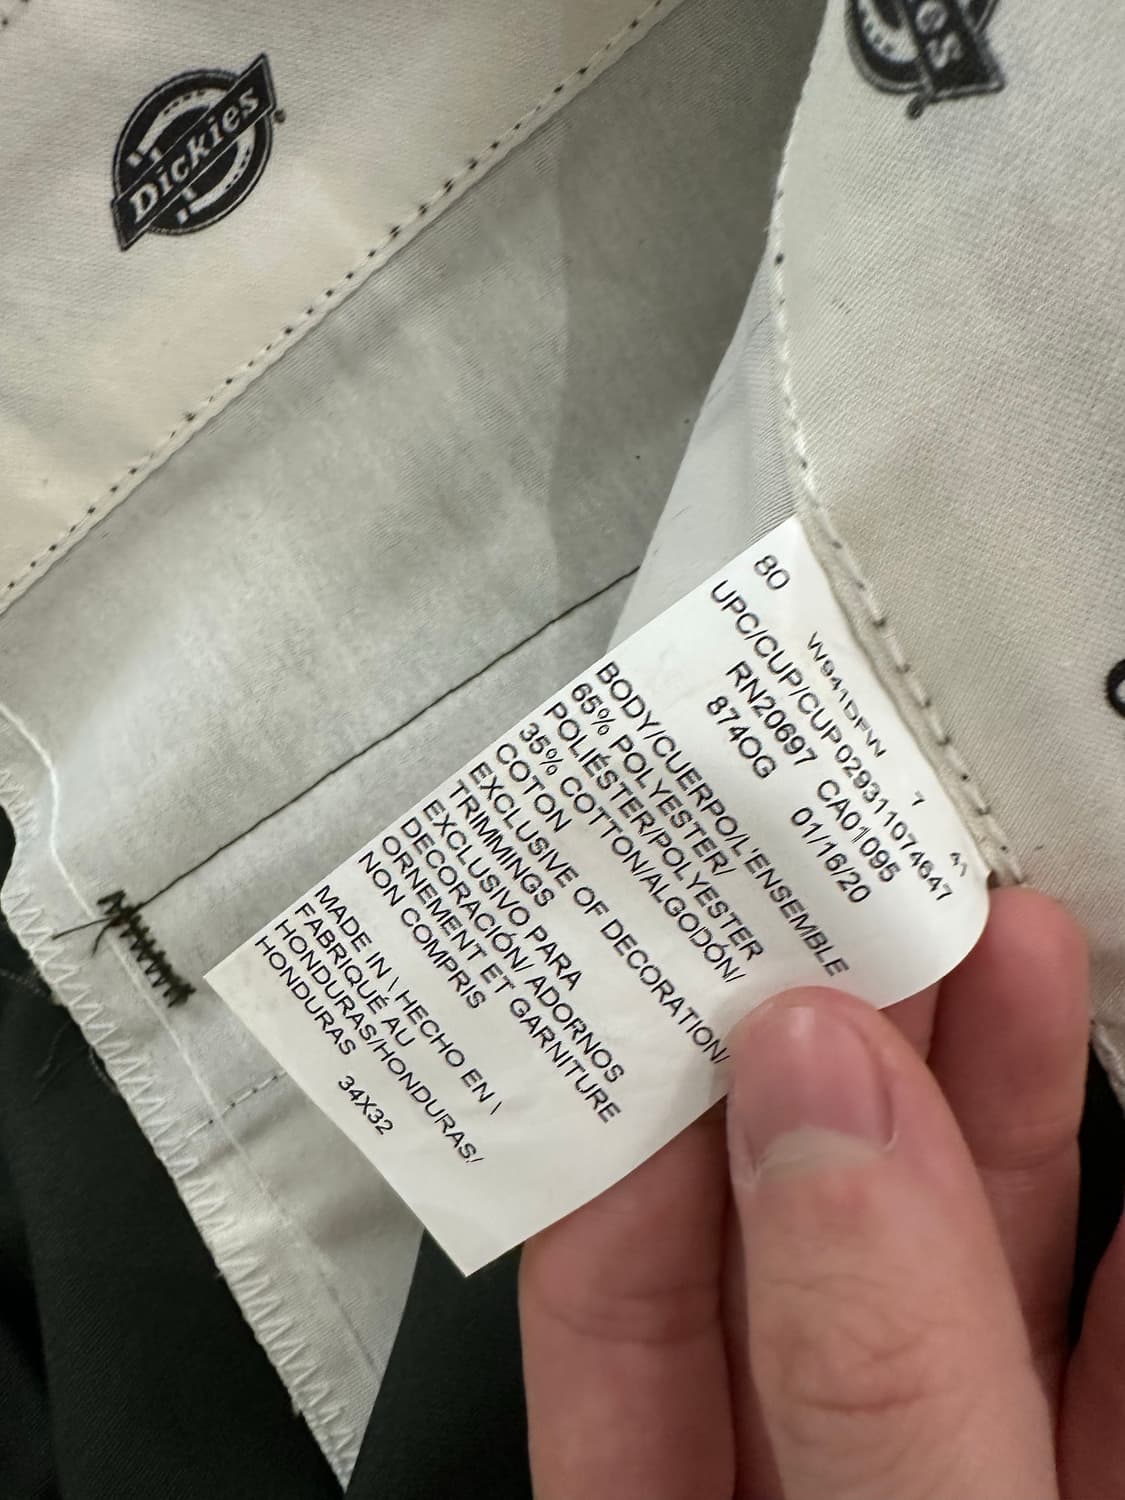 Dickies
es
80
UPC/CUP/CUP 029311074647
RN20697 CA01095
874OG 01/16/20
BODY/CUERPO/L'ENSEMBLE
65% POLYESTER/
POLIÉSTER/POLYESTER
35% COTTON/ALGODÓN/
COTON
EXCLUSIVE OF DECORATION/
TRIMMINGS
EXCLUSIVO PARA
DECORACIÓN/ ADORNOS
ORNEMENT ET GARNITURE
NON COMPRIS
MADE IN \ HECHO EN \
FABRIQUÉ AU
HONDURAS/HONDURAS/
HONDURAS
34X32